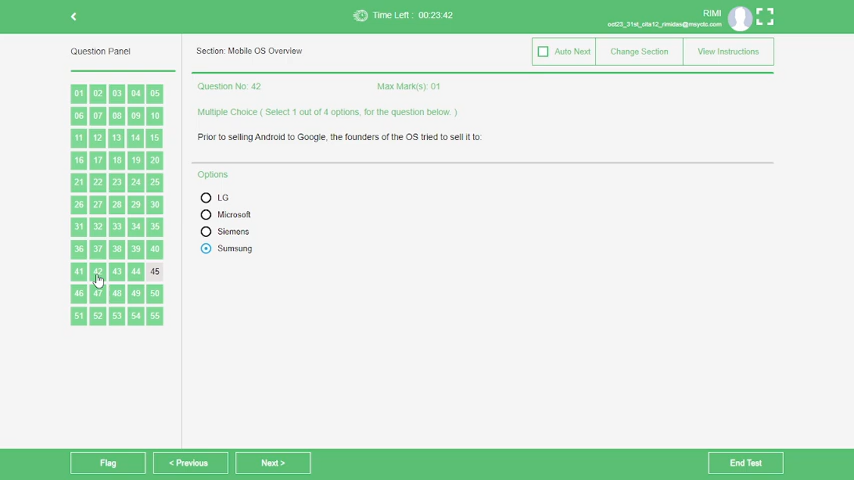 Time Left : 00:23:42
RIMI
Question Panel
Section: Mobile OS Overview
Auto Next
Change Section
View Instructions
Question No: 42
Max Mark(s): 01
Multiple Choice ( Select 1 out of 4 options, for the question below. )
Prior to selling Android to Google, the founders of the OS tried to sell it to:
Options
LG
Microsoft
Siemens
Sumsung
01 02 03 04 05
06 07 08 09 10
11 12 13 14 15
16 17 18 19 20
21 22 23 24 25
26 27 28 29 30
31 32 33 34 35
36 37 38 39 40
41 42 43 44 45
46 47 48 49 50
51 52 53 54 55
Flag
< Previous
Next >
End Test